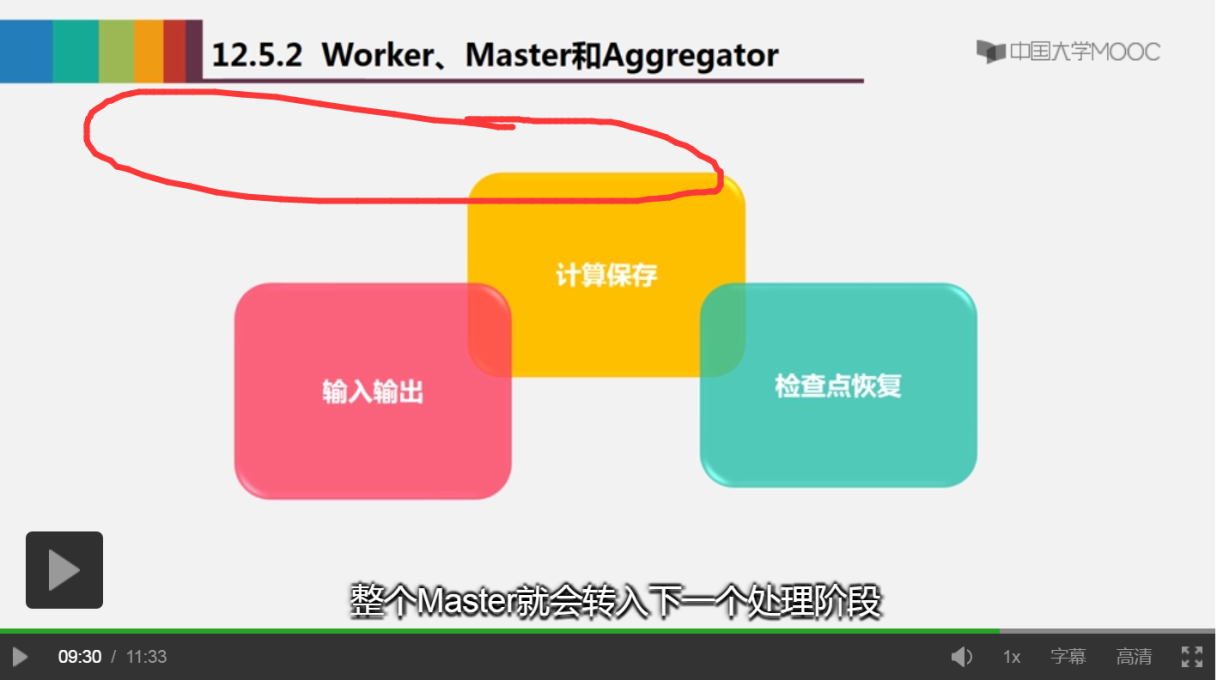 12.5.2 Worker、Master和Aggregator
中国大学MOOC
计算保存
输入输出
检查点恢复
整个Master就会转入下一个处理阶段
09:30 / 11:33
1x 字幕 高清